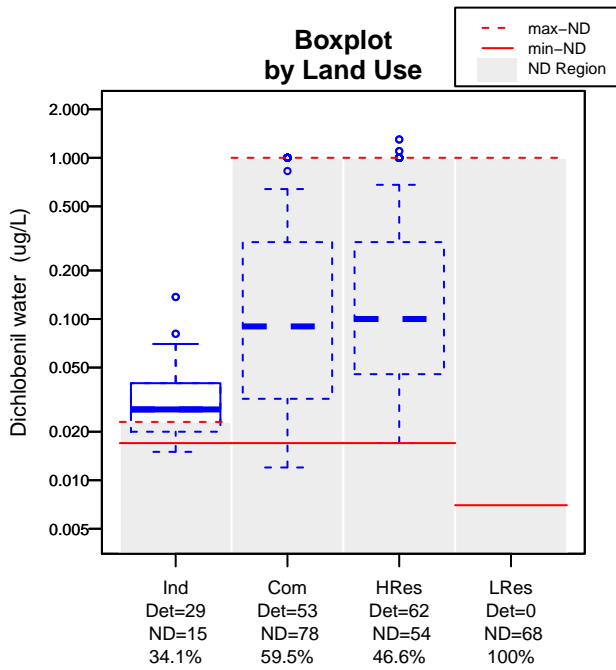 Boxplot
by Land Use
max-ND
min-ND
ND Region
Dichlobenil water (ug/L)
2.000
1.000
0.500
0.200
0.100
0.050
0.020
0.010
0.005
Ind Com HRes LRes
Det=29 Det=53 Det=62 Det=0
ND=15 ND=78 ND=54 ND=68
34.1% 59.5% 46.6% 100%